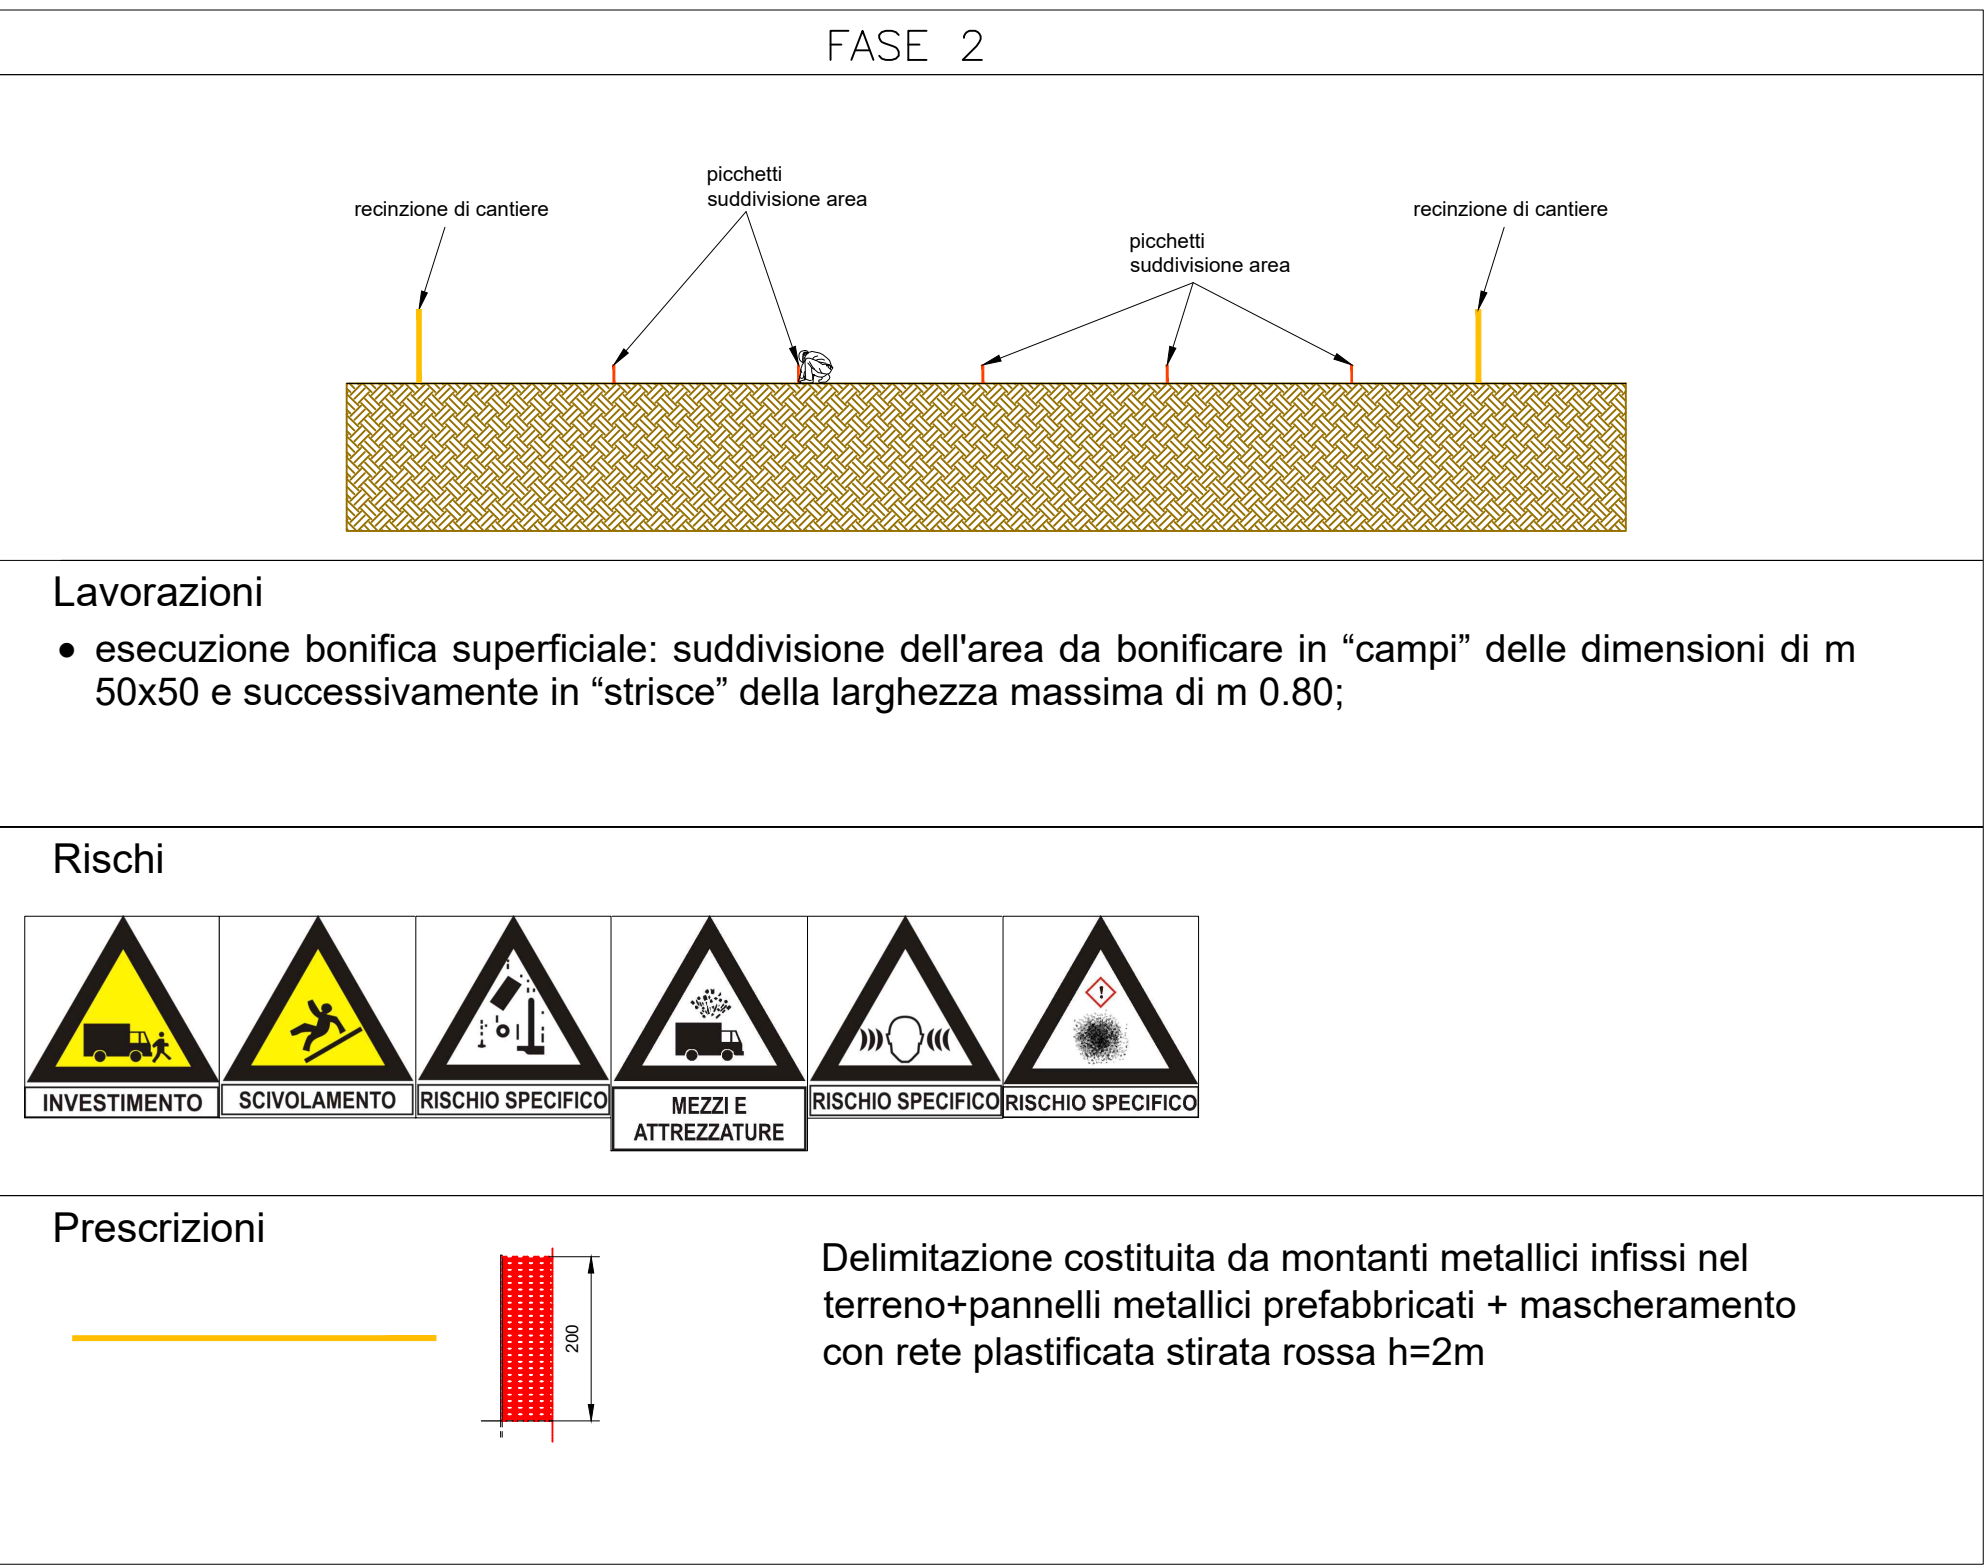 FASE 2
picchetti
suddivisione area
recinzione di cantiere
recinzione di cantiere
picchetti
suddivisione area
Lavorazioni
• esecuzione bonifica superficiale: suddivisione dell'area da bonificare in “campi” delle dimensioni di m
50x50 e successivamente in “strisce” della larghezza massima di m 0.80;
Rischi
INVESTIMENTO
SCIVOLAMENTO
RISCHIO SPECIFICO
MEZZI E
ATTREZZATURE
RISCHIO SPECIFICO
!
RISCHIO SPECIFICO
Prescrizioni
200
Delimitazione costituita da montanti metallici infissi nel
terreno+pannelli metallici prefabbricati + mascheramento
con rete plastificata stirata rossa h=2m